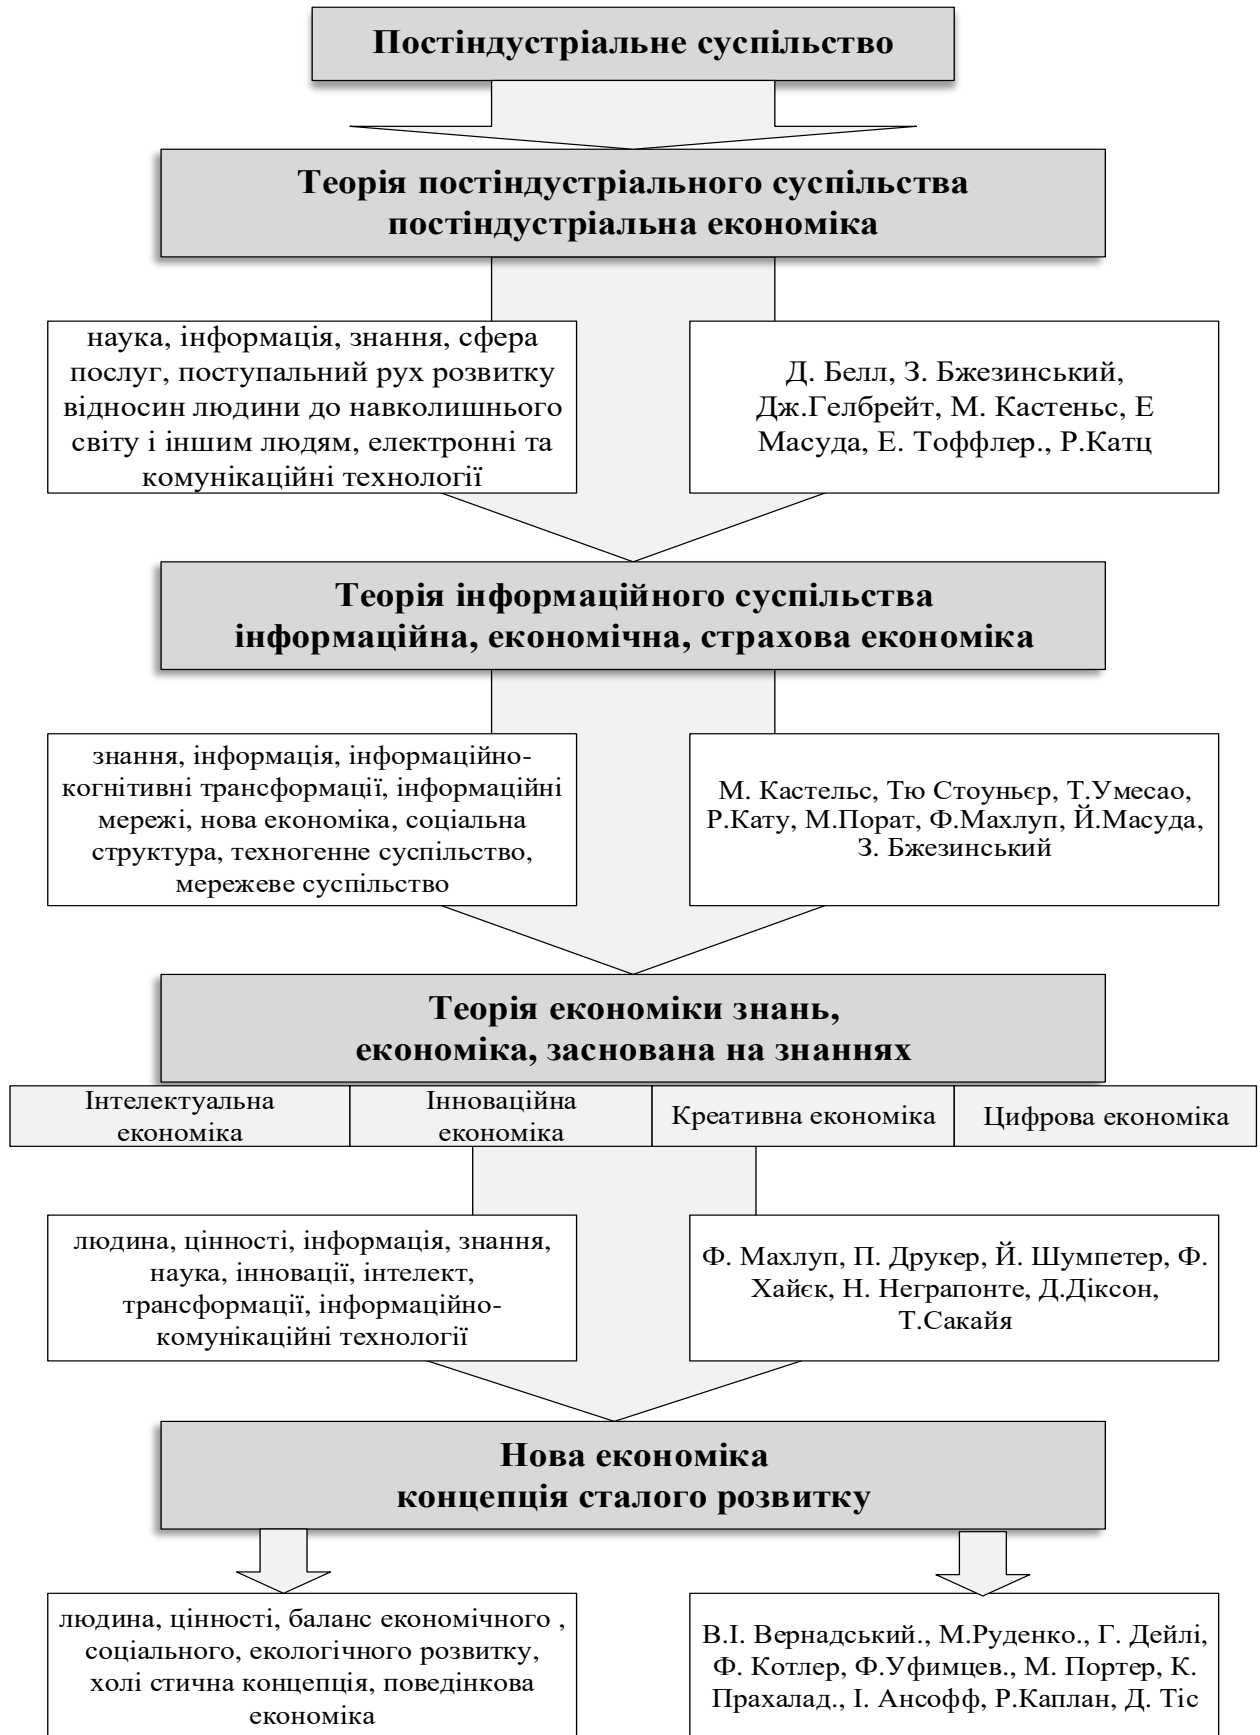 Постіндустріальне суспільство
Теорія постіндустріального суспільства
постіндустріальна економіка
наука, інформація, знання, сфера
послуг, поступальний рух розвитку
відносин людини до навколишнього
світу і іншим людям, електронні та
комунікаційні технології
Д. Белл, З. Бжезинський,
Дж.Гелбрейт, М. Кастеньс, Е
Масуда, Е. Тоффлер., Р.Катц
Теорія інформаційного суспільства
інформаційна, економічна, страхова економіка
знання, інформація, інформаційно-
когнітивні трансформації, інформаційні
мережі, нова економіка, соціальна
структура, техногенне суспільство,
мережеве суспільство
М. Кастельс, Тю Стоуньєр, Т.Умесао,
Р.Кату, М.Порат, Ф.Махлуп, Й.Масуда,
З. Бжезинський
Теорія економіки знань,
економіка, заснована на знаннях
Інтелектуальна
економіка
Інноваційна
економіка
Креативна економіка
Цифрова економіка
людина, цінності, інформація, знання,
наука, інновації, інтелект,
трансформації, інформаційно-
комунікаційні технології
Ф. Махлуп, П. Друкер, Й. Шумпетер, Ф.
Хайєк, Н. Неграпонте, Д.Діксон,
Т.Сакайя
Нова економіка
концепція сталого розвитку
людина, цінності, баланс економічного ,
соціального, екологічного розвитку,
холі стична концепція, поведінкова
економіка
В.І. Вернадський., М.Руденко., Г. Дейлі,
Ф. Котлер, Ф.Уфимцев., М. Портер, К.
Прахалад., І. Ансофф, Р.Каплан, Д. Тіс